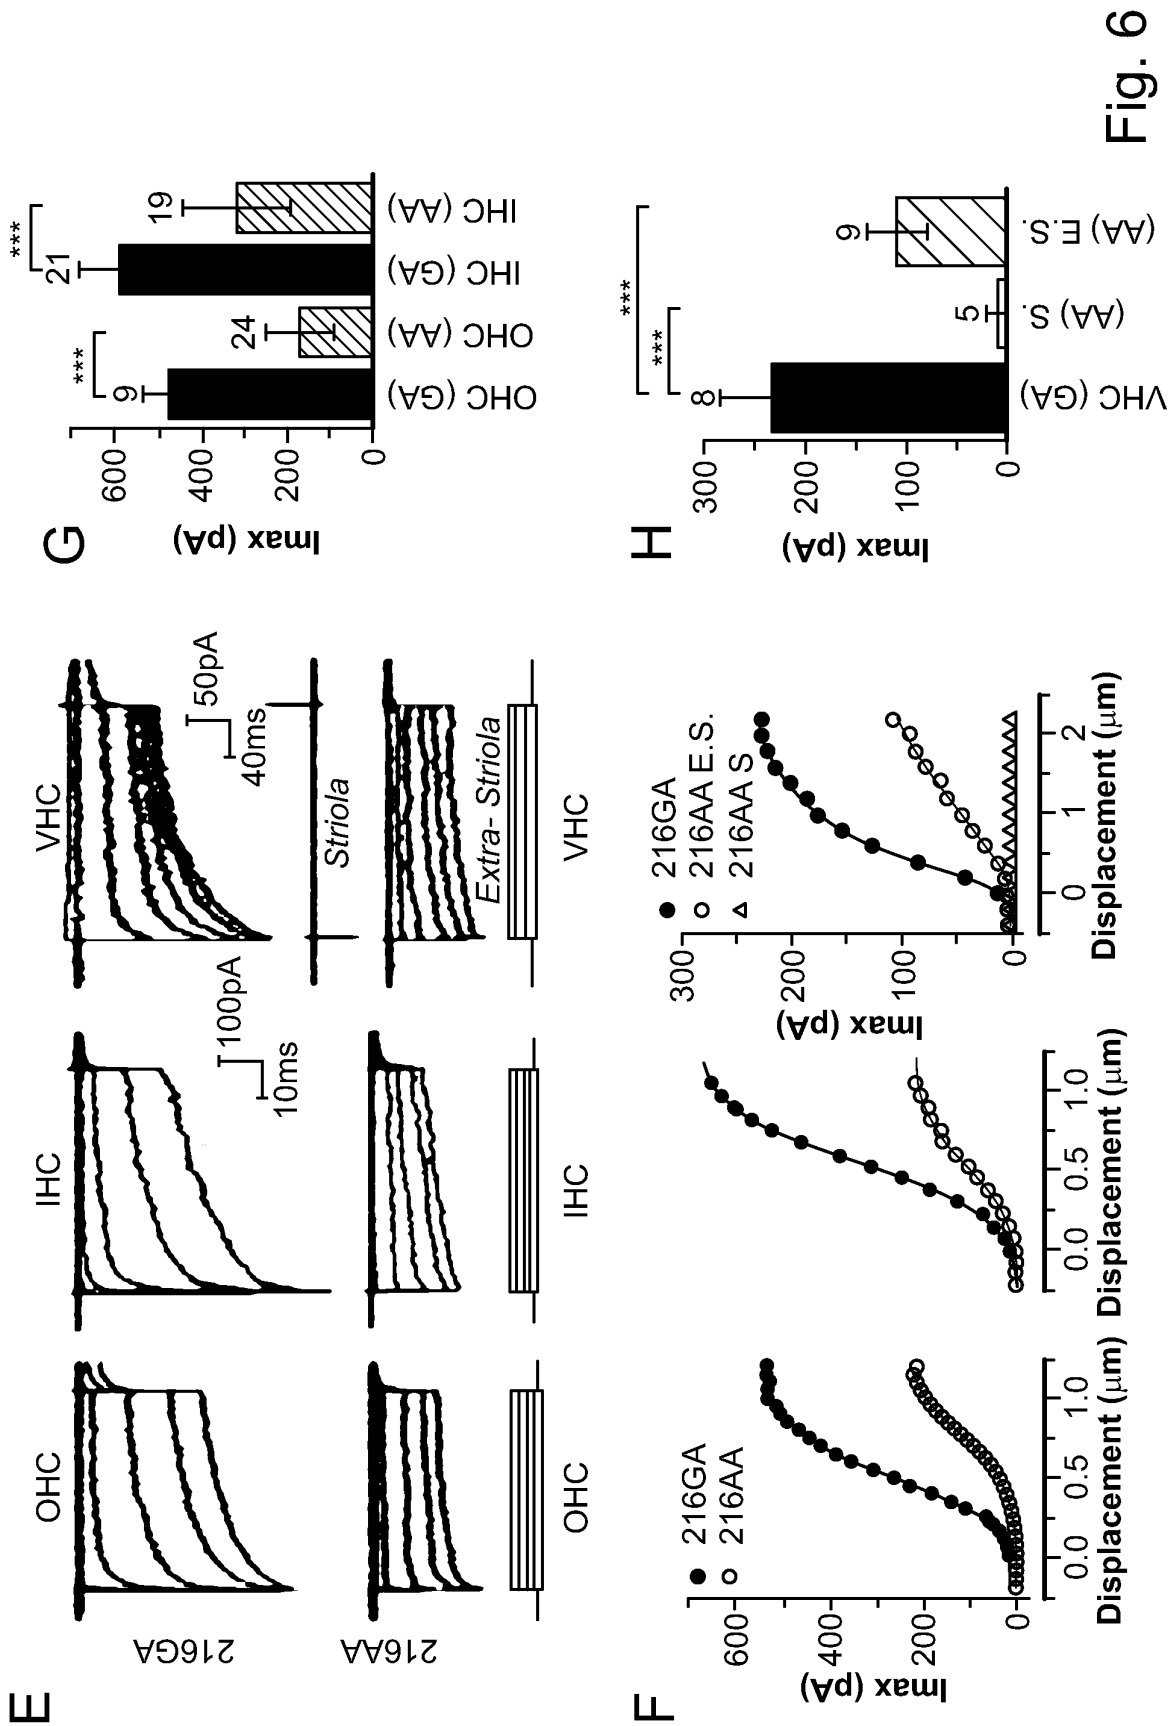 E
OHC
IHC
VHC
216GA
100pA
10ms
50pA
40ms
216AA
Striola
Extra- Striola
OHC
IHC
VHC
F
216GA
216AA
Imax (pA)
600
400
200
0
0.0
0.5
1.0
Displacement (µm)
0.0
0.5
1.0
Displacement (µm)
216GA
216AA E.S.
216AA S
Imax (pA)
300
200
100
0
0
1
2
Displacement (µm)
G
Imax (pA)
600
400
200
0
***
***
9
24
21
19
OHC (GA)
OHC (AA)
IHC (GA)
IHC (AA)
H
Imax (pA)
300
200
100
0
***
***
8
5
9
VHC (GA)
(AA) S.
(AA) E.S.
Fig. 6